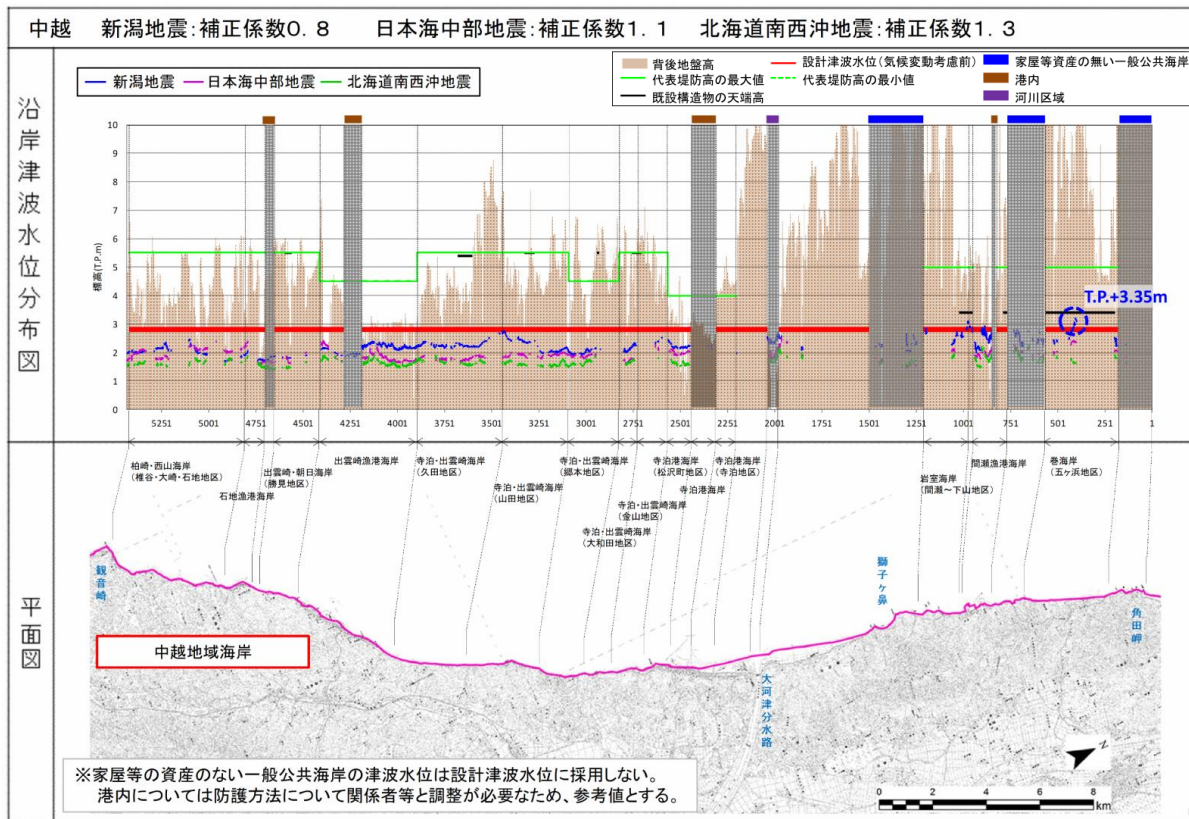 中越 新潟地震:補正係数0.8 日本海中部地震:補正係数1.1 北海道南西沖地震:補正係数1.3
沿岸津波水位分布図
新潟地震 日本海中部地震 北海道南西沖地震
背後地盤高 設計津波水位(気候変動考慮前) 家屋等資産の無い一般公共海岸
代表堤防高の最大値 代表堤防高の最小値 港内
既設構造物の天端高 河川区域
標高(T.P.m)
10
9
8
7
6
5
4
3
2
1
0
T.P.+3.35m
5251 5001 4751 4501 4251 4001 3751 3501 3251 3001 2751 2501 2251 2001 1751 1501 1251 1001 751 501 251 1
柏崎・西山海岸
(椎谷・大崎・石地地区)
石地漁港海岸
出雲崎・朝日海岸
(勝見地区)
出雲崎漁港海岸
寺泊・出雲崎海岸
(久田地区)
寺泊・出雲崎海岸
(山田地区)
寺泊・出雲崎海岸
(郷本地区)
寺泊・出雲崎海岸
(大和田地区)
寺泊・出雲崎海岸
(金山地区)
寺泊港海岸
(松沢町地区)
寺泊港海岸
寺泊港海岸
(寺泊地区)
岩室海岸
(間瀬~下山地区)
間瀬漁港海岸
巻海岸
(五ヶ浜地区)
平面図
観音崎
中越地域海岸
大河津分水路
獅子ヶ鼻
角田岬
N
0 2 4 6 8
km
※家屋等の資産のない一般公共海岸の津波水位は設計津波水位に採用しない。
港内については防護方法について関係者等と調整が必要なため、参考値とする。